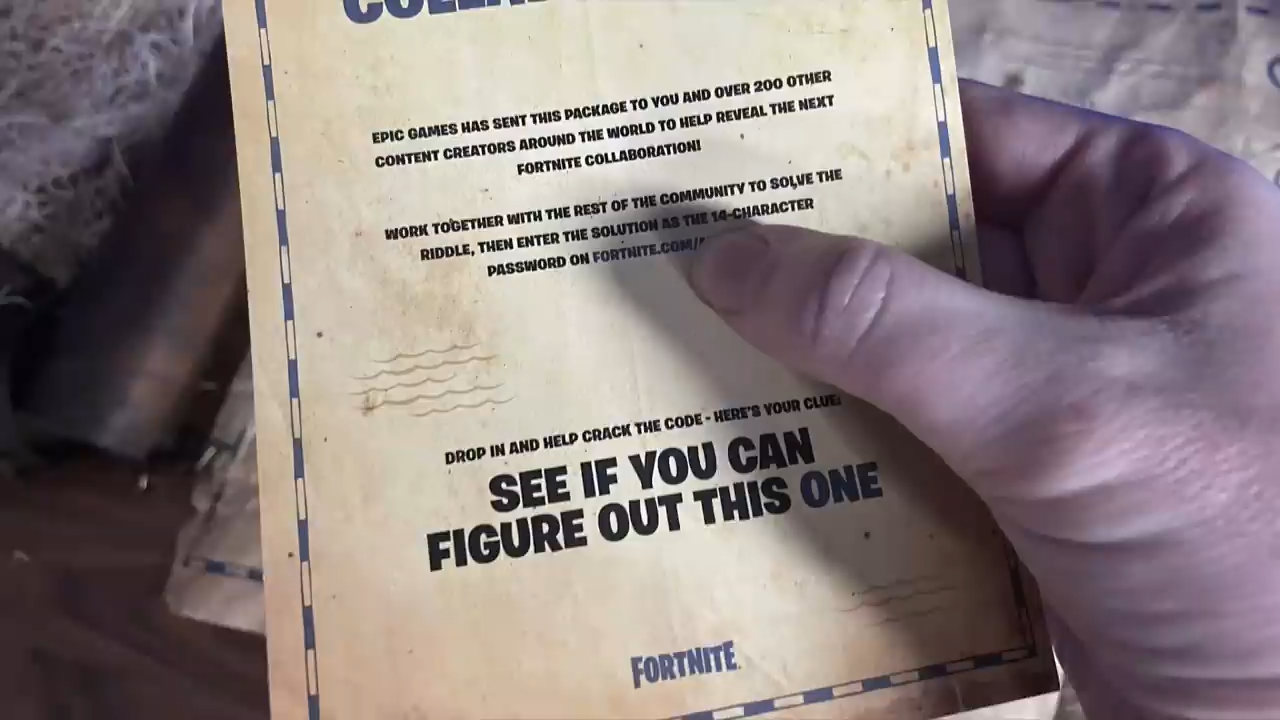 EPIC GAMES HAS SENT THIS PACKAGE TO YOU AND OVER 200 OTHER
CONTENT CREATORS AROUND THE WORLD TO HELP REVEAL THE NEXT
FORTNITE COLLABORATION!
WORK TOGETHER WITH THE REST OF THE COMMUNITY TO SOLVE THE
RIDDLE, THEN ENTER THE SOLUTION AS THE 14-CHARACTER
PASSWORD ON FORTNITE.COM/
DROP IN AND HELP CRACK THE CODE - HERE'S YOUR CLUE:
SEE IF YOU CAN
FIGURE OUT THIS ONE
FORTNITE